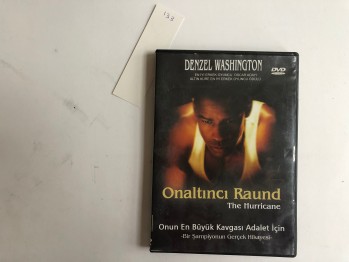 DENZEL WASHINGTON
DVD
Onaltıncı Raund
The Hurricane
Onun En Büyük Kavgası Adalet İçin
-Bir Şampiyonun Gerçek Hikayesi-